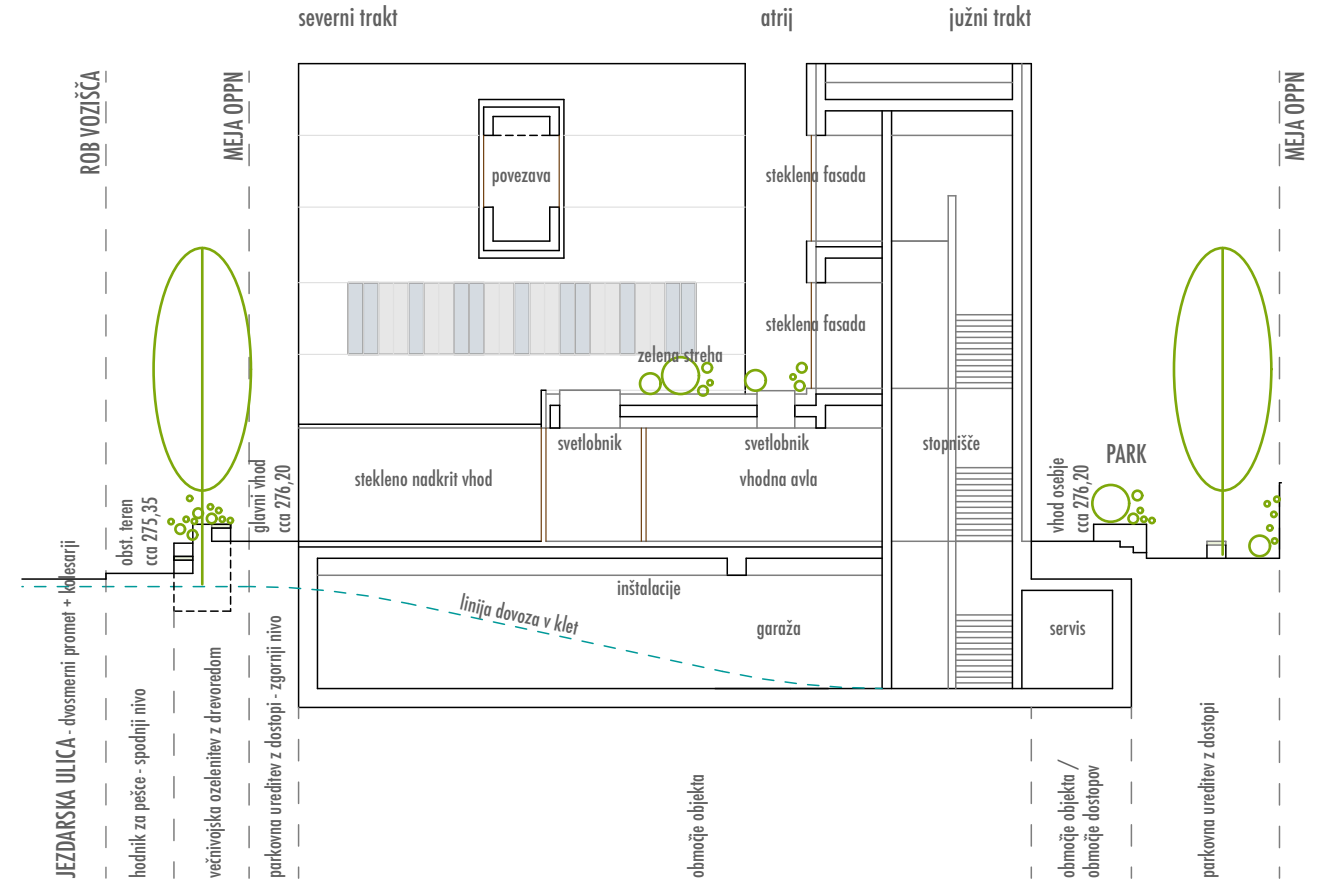 severni trakt
atrij
južni trakt
ROB VOZIŠČA
MEJA OPPN
MEJA OPPN
povezava
steklena fasada
steklena fasada
zelena streha
svetlobnik
svetlobnik
stopnišče
stekleno nadkrit vhod
vhodna avla
PARK
obst. teren
cca 275,35
glavni vhod
cca 276,20
vhod osebje
cca 276,20
inštalacije
linija dovoza v klet
garaža
servis
JEZDARSKA ULICA - dvosmerni promet + kolesarji
hodnik za pešce - spodnji nivo
večnivojska ozelenitev z drevoredom
parkovna ureditev z dostopi - zgornji nivo
območje objekta
območje objekta /
območje dostopov
parkovna ureditev z dostopi